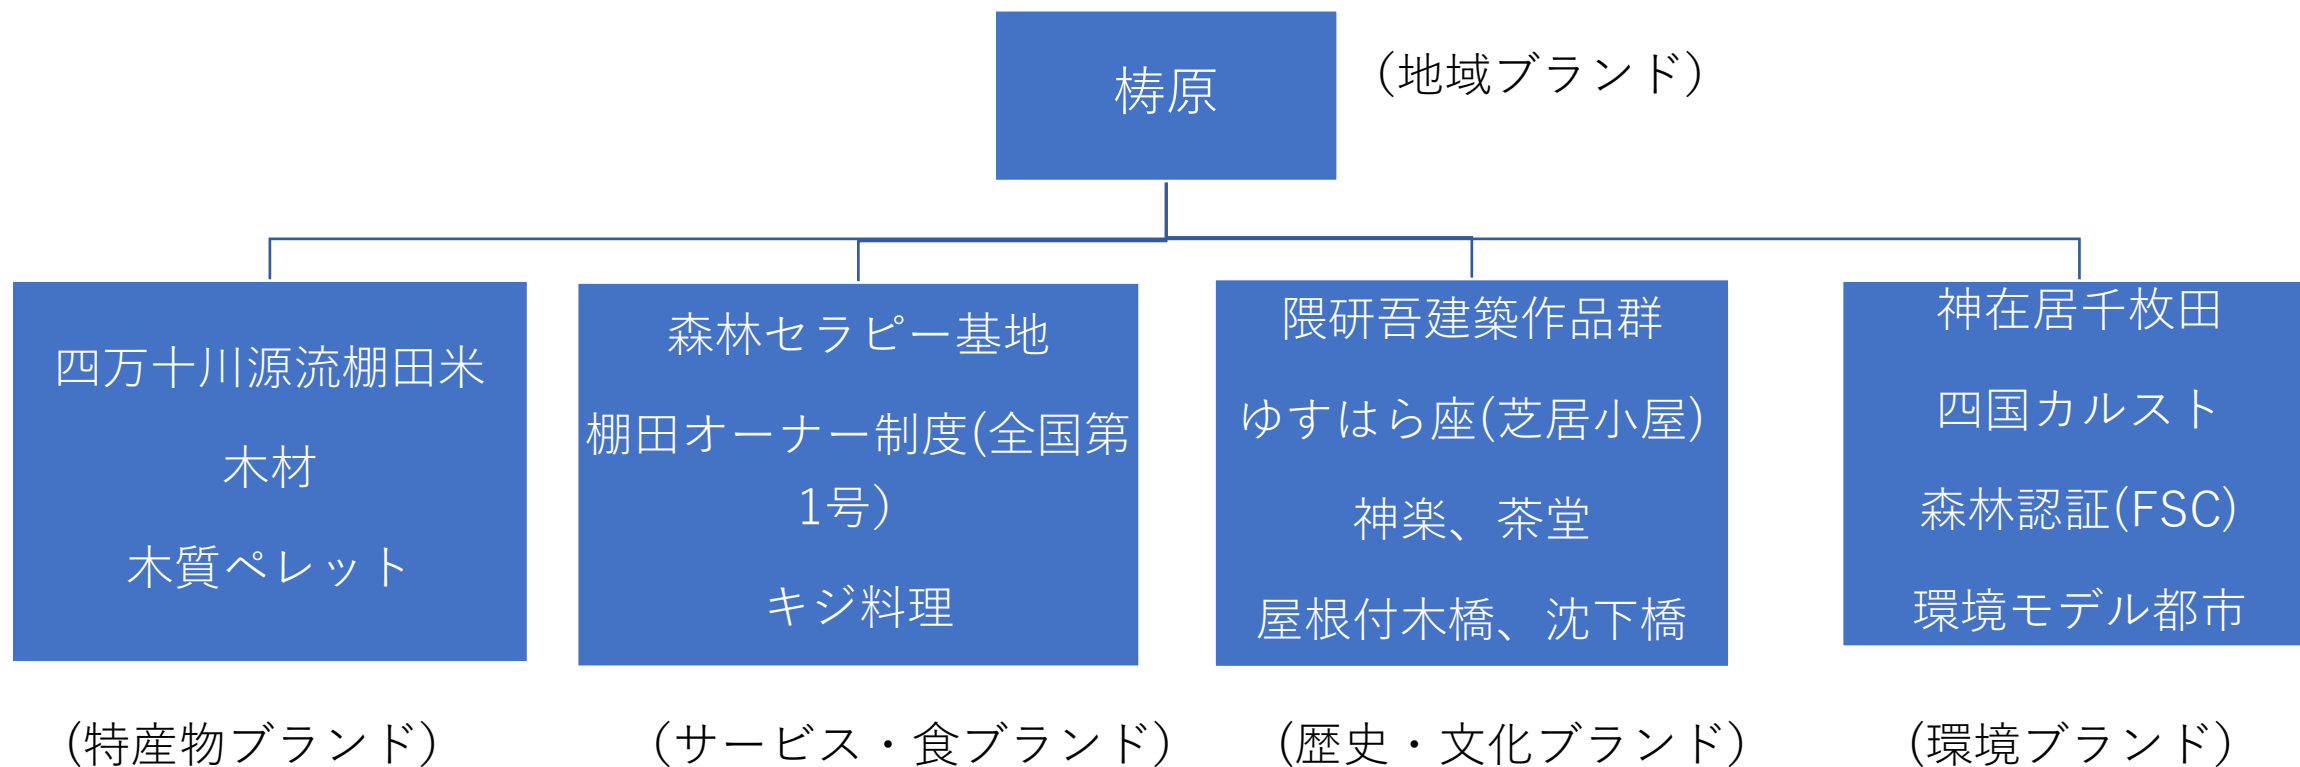 梼原
（地域ブランド）
四万十川源流棚田米
木材
木質ペレット
森林セラピー基地
棚田オーナー制度(全国第
1号）
キジ料理
隈研吾建築作品群
ゆすはら座(芝居小屋）
神楽、茶堂
屋根付木橋、沈下橋
神在居千枚田
四国カルスト
森林認証(FSC)
環境モデル都市
(特産物ブランド）
（サービス・食ブランド）
(歴史・文化ブランド）
(環境ブランド）